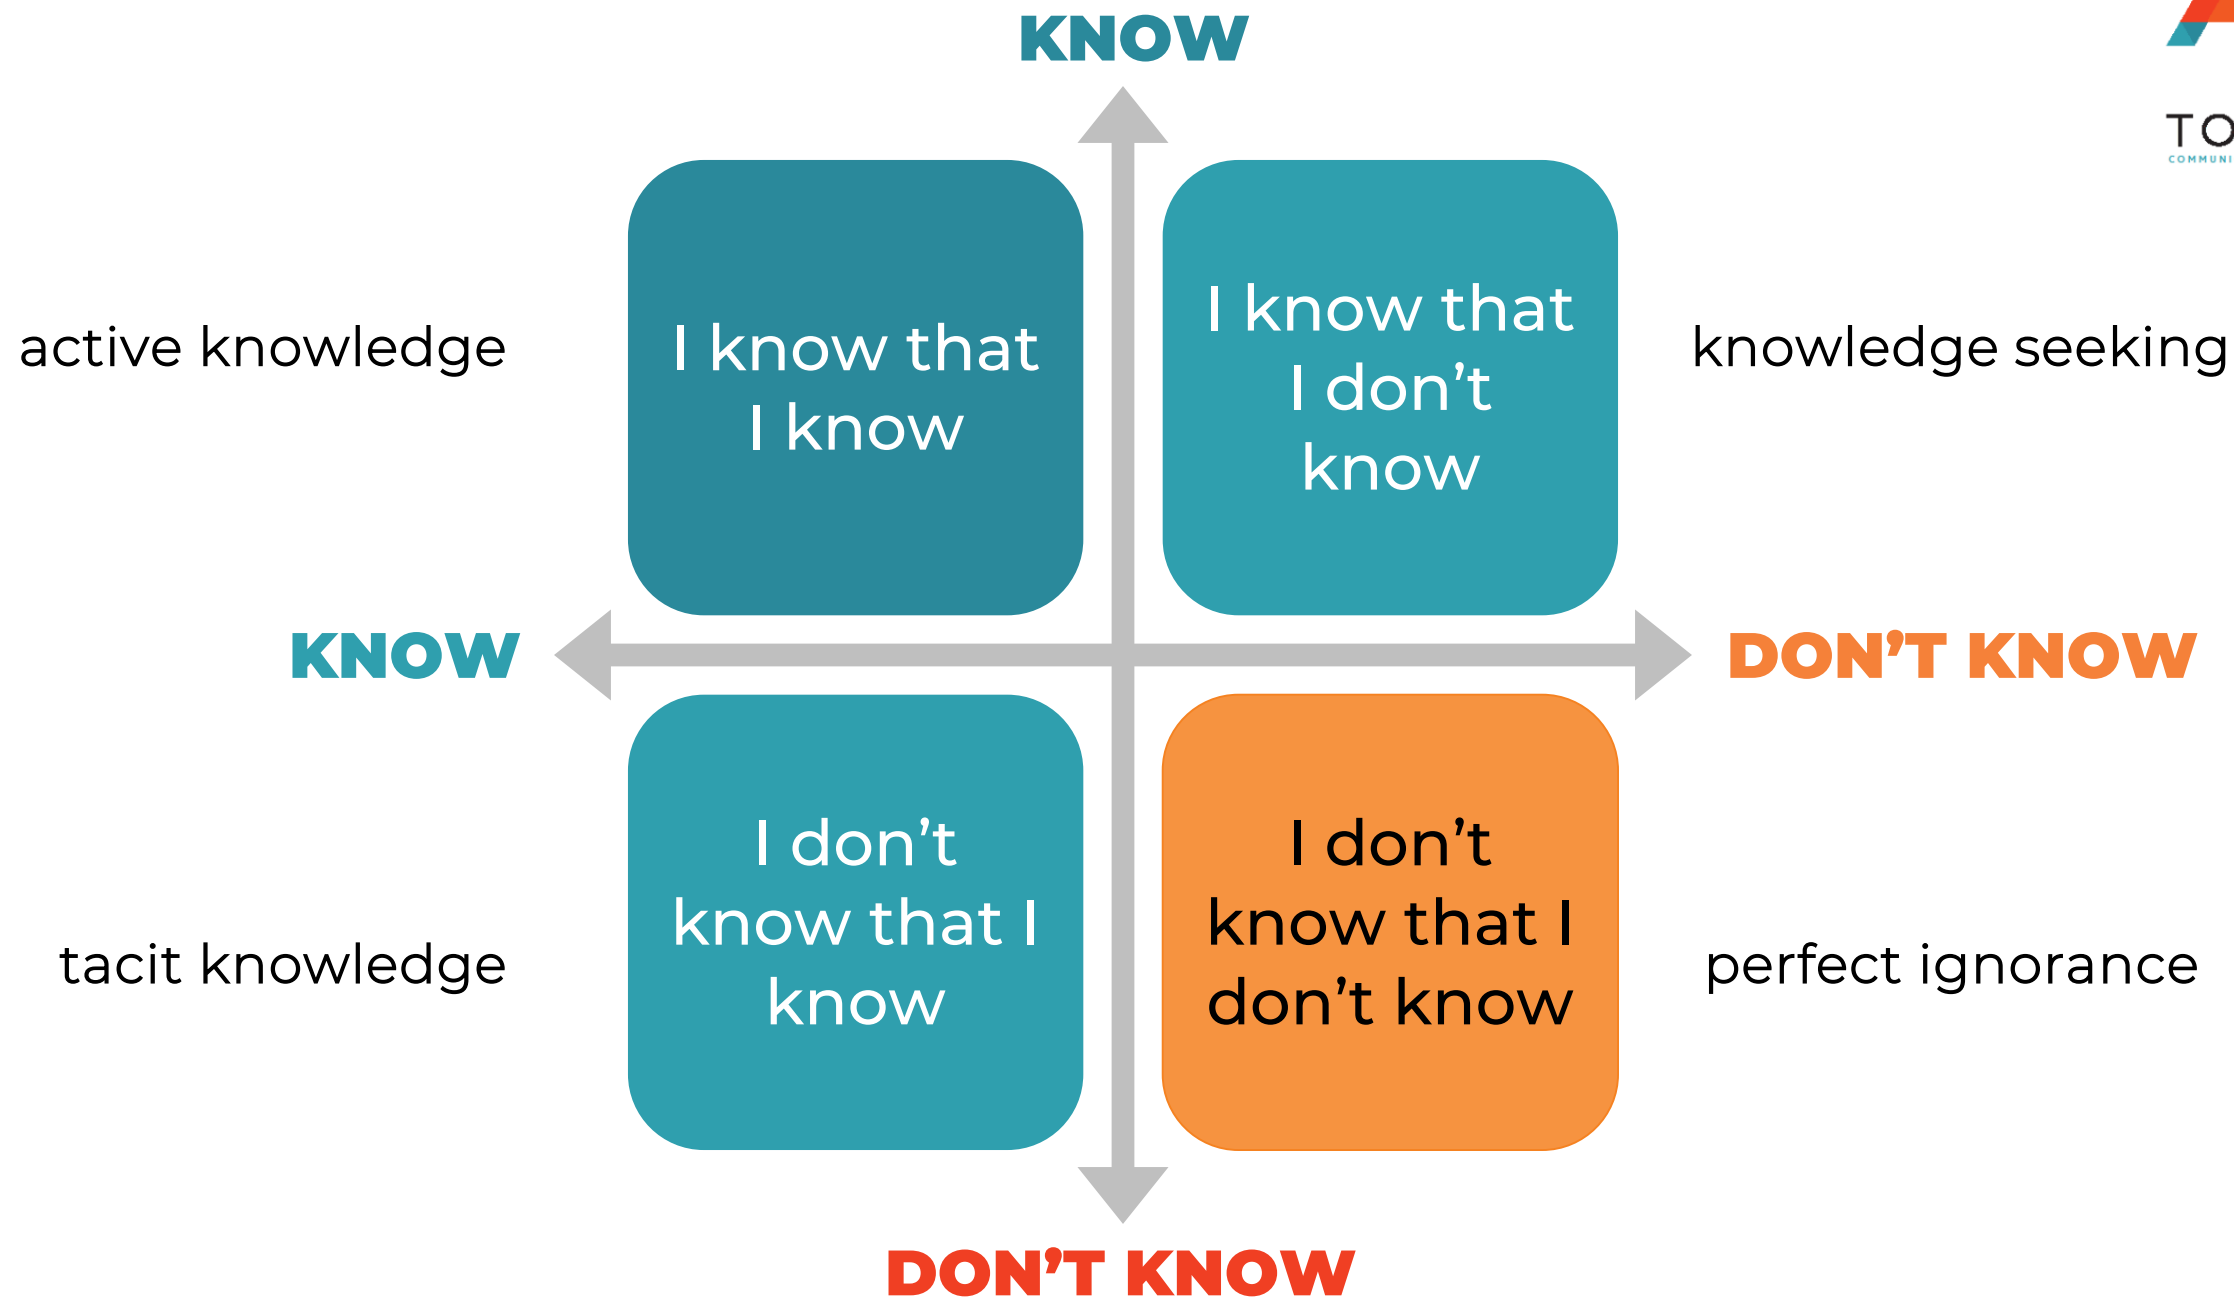 KNOW
TO
COMMUNI
active knowledge
I know that
I know
I know that
I don’t
know
knowledge seeking
KNOW
DON’T KNOW
tacit knowledge
I don’t
know that I
know
I don’t
know that I
don’t know
perfect ignorance
DON’T KNOW